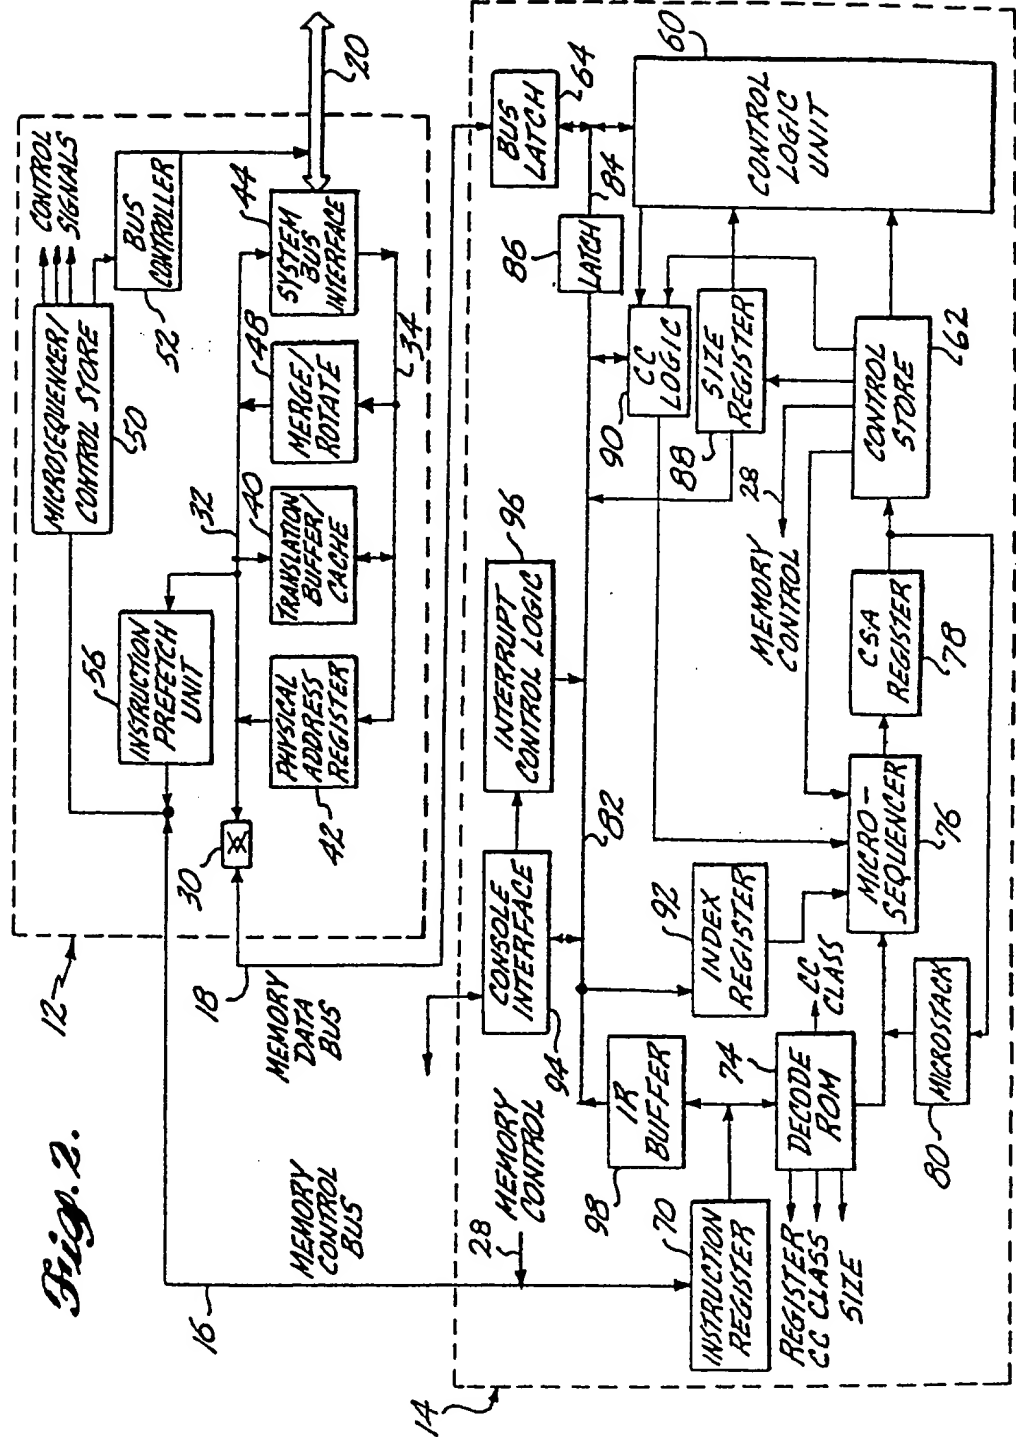 Fig. 2.
12
CONTROL
SIGNALS
MICROSEQUENCER/
CONTROL STORE
50
BUS
CONTROLLER
52
20
56
INSTRUCTION
PREFETCH
UNIT
32
30
PHYSICAL
ADDRESS
REGISTER
42
40
TRANSLATION
BUFFER/
CACHE
48
MERGE/
ROTATE
44
SYSTEM
BUS
INTERFACE
34
18
MEMORY
DATA
BUS
16
MEMORY
CONTROL
BUS
14
28
MEMORY
CONTROL
CONSOLE
INTERFACE
94
INTERRUPT
CONTROL LOGIC
96
BUS
LATCH
64
86
LATCH
84
60
CONTROL
LOGIC
UNIT
82
98
IR
BUFFER
70
INSTRUCTION
REGISTER
74
DECODE
ROM
REGISTER
CC CLASS
SIZE
CC
CLASS
92
INDEX
REGISTER
90
CC
LOGIC
88
SIZE
REGISTER
28
MEMORY
CONTROL
80
MICROSTACK
MICRO-
SEQUENCER
76
CSA
REGISTER
78
CONTROL
STORE
62